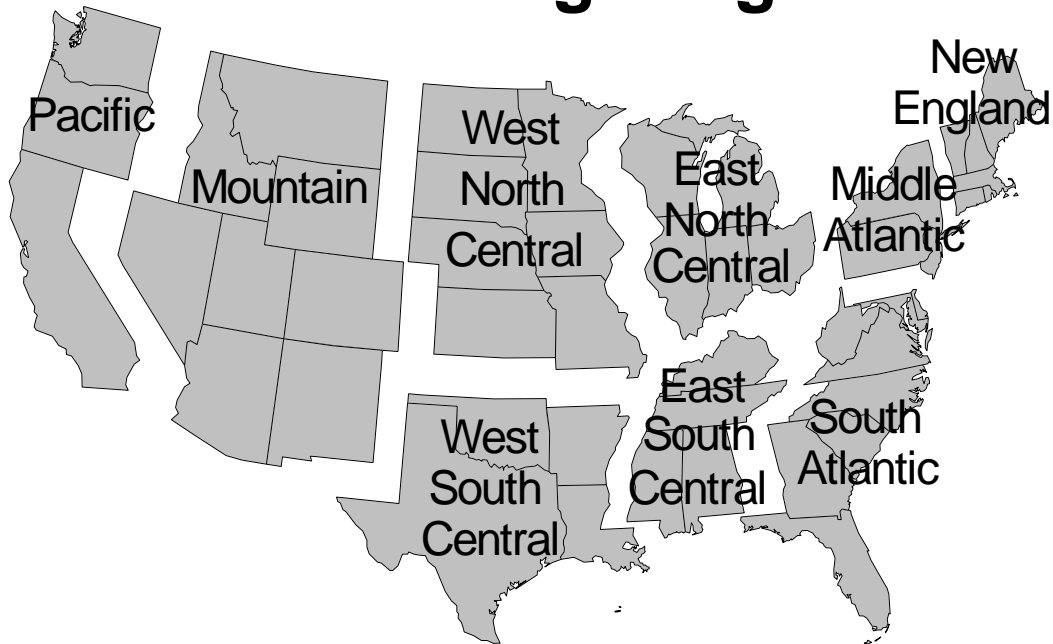 Pacific
Mountain
West
North
Central
East
North
Central
New
England
Middle
Atlantic
West
South
Central
East
South
Central
South
Atlantic